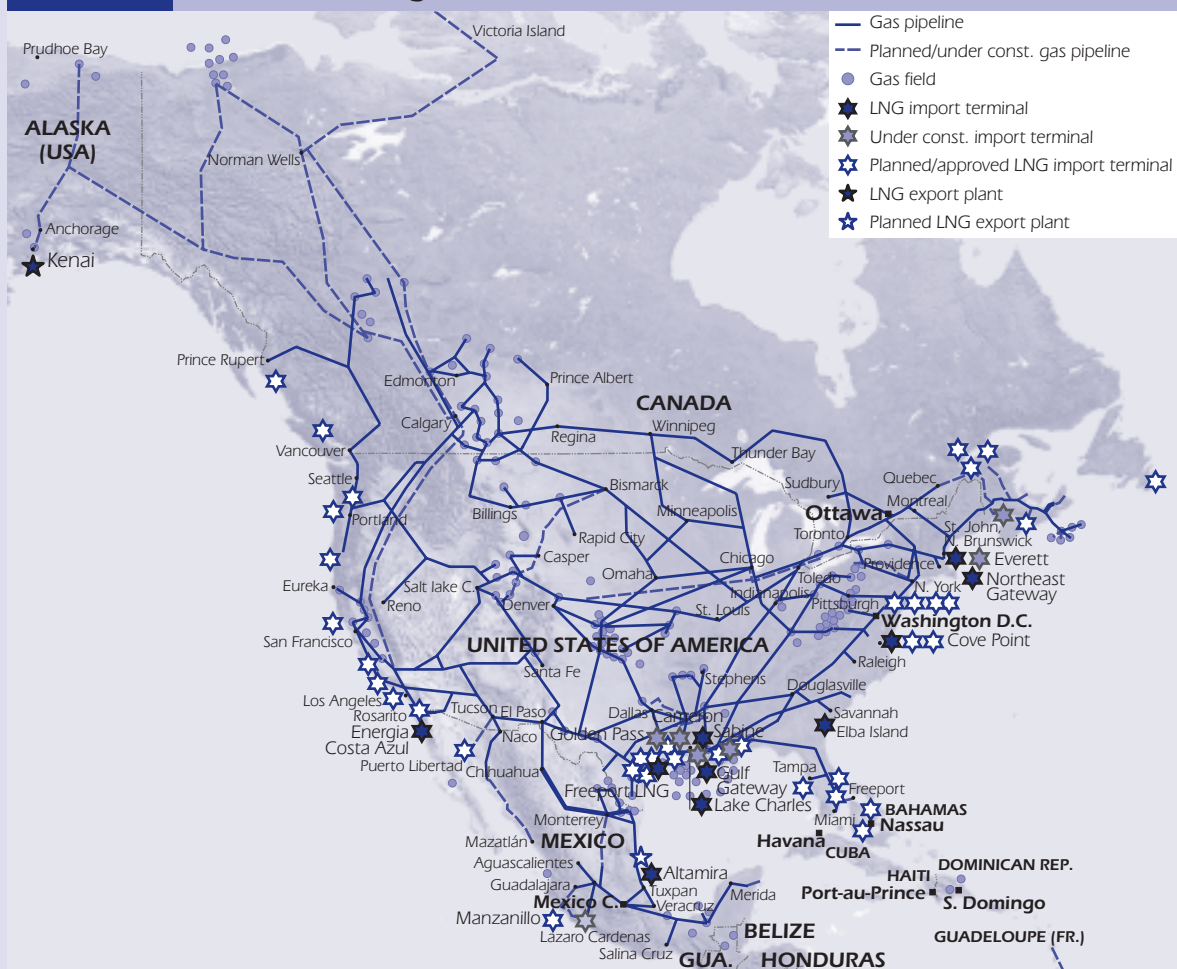 Victoria Island
Prudhoe Bay
Gas pipeline
Planned/under const. gas pipeline
Gas field
LNG import terminal
Under const. import terminal
Planned/approved LNG import terminal
LNG export plant
Planned LNG export plant
ALASKA
(USA)
Norman Wells
Anchorage
Kenai
Prince Rupert
Edmonton
Prince Albert
CANADA
Calgary
Regina
Winnipeg
Vancouver
Thunder Bay
Seattle
Sudbury
Quebec
Bismarck
Montreal
Portland
Billings
Minneapolis
Ottawa
Rapid City
Toronto
St. John,
N. Brunswick
Casper
Chicago
Providence
Everett
Eureka
Salt lake C.
Omaha
Toledo
Northeast
Gateway
Reno
Denver
Indianapolis
Pittsburgh
N. York
St. Louis
Washington D.C.
San Francisco
UNITED STATES OF AMERICA
Cove Point
Raleigh
Santa Fe
Stephens
Los Angeles
Douglasville
Rosarito
Tucson
El Paso
Dallas
Cameron
Savannah
Energia
Costa Azul
Naco
Golden Pass
Sabine
Elba Island
Puerto Libertad
Chihuahua
Tampa
Freeport LNG
Gulf
Gateway
Freeport
Lake Charles
Monterrey
Miami
BAHAMAS
Nassau
Mazatlán
MEXICO
Havana
CUBA
Aguascalientes
Altamira
DOMINICAN REP.
HAITI
Guadalajara
Tuxpan
Merida
Port-au-Prince
Mexico C.
Veracruz
S. Domingo
Manzanillo
Lázaro Cardenas
BELIZE
GUADELOUPE (FR.)
Salina Cruz
GUA.
HONDURAS